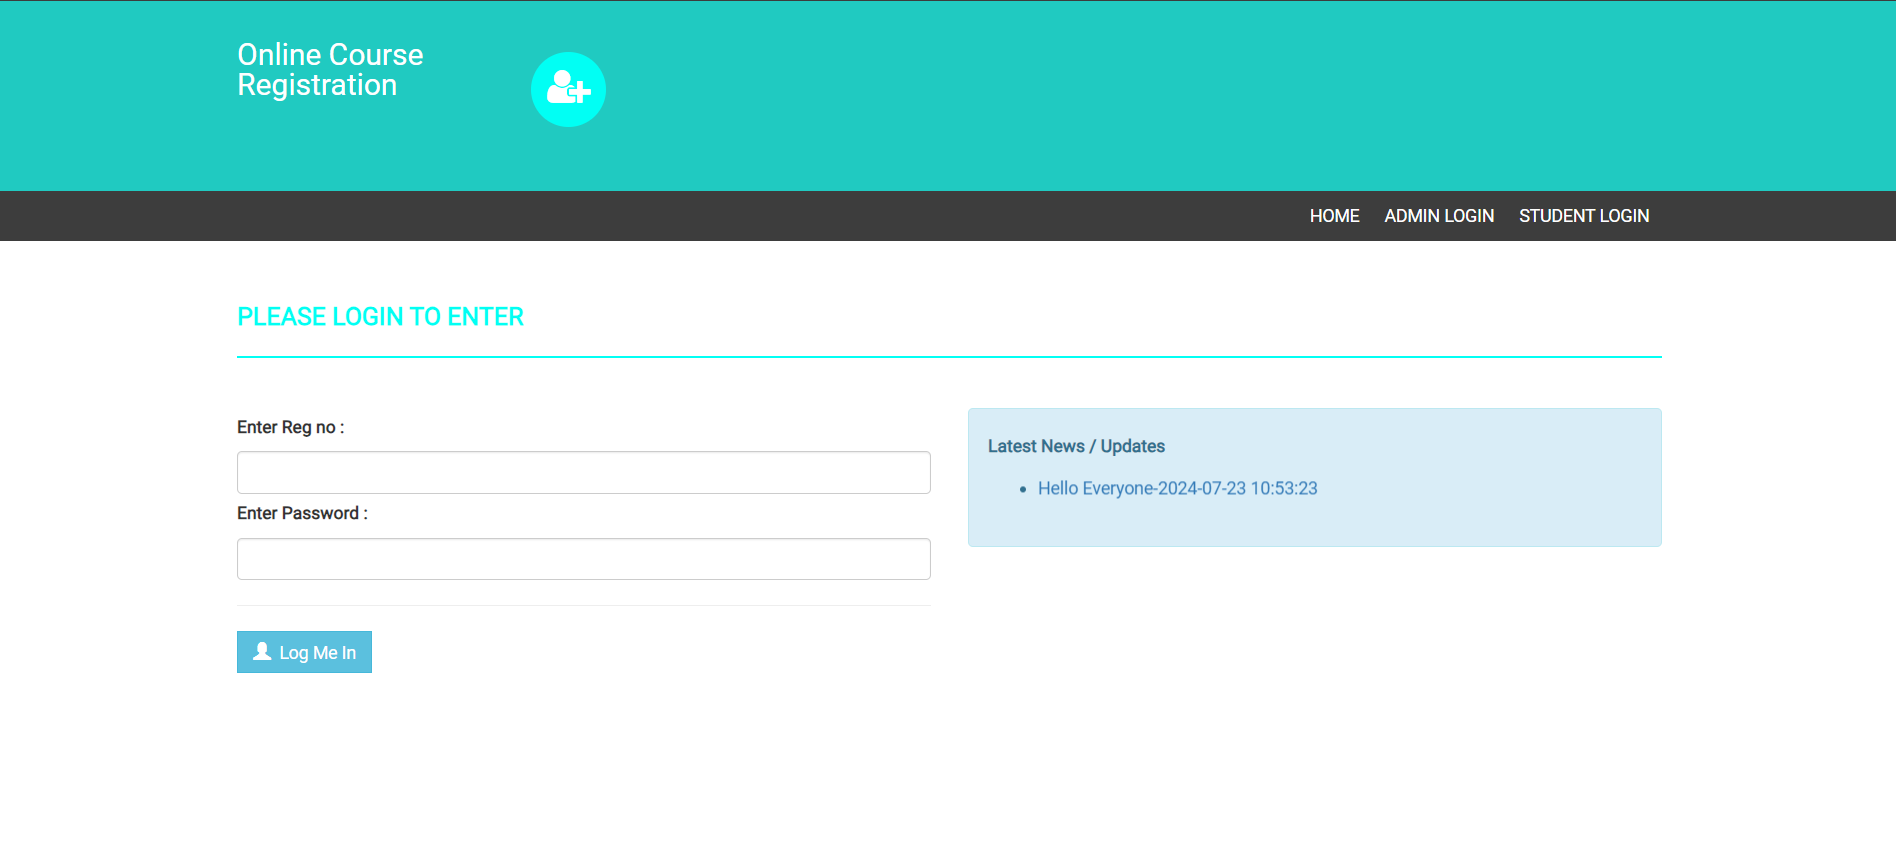 Online Course
Registration
HOME ADMIN LOGIN STUDENT LOGIN
PLEASE LOGIN TO ENTER
Enter Reg no :
Enter Password :
Log Me In
Latest News / Updates
Hello Everyone-2024-07-23 10:53:23